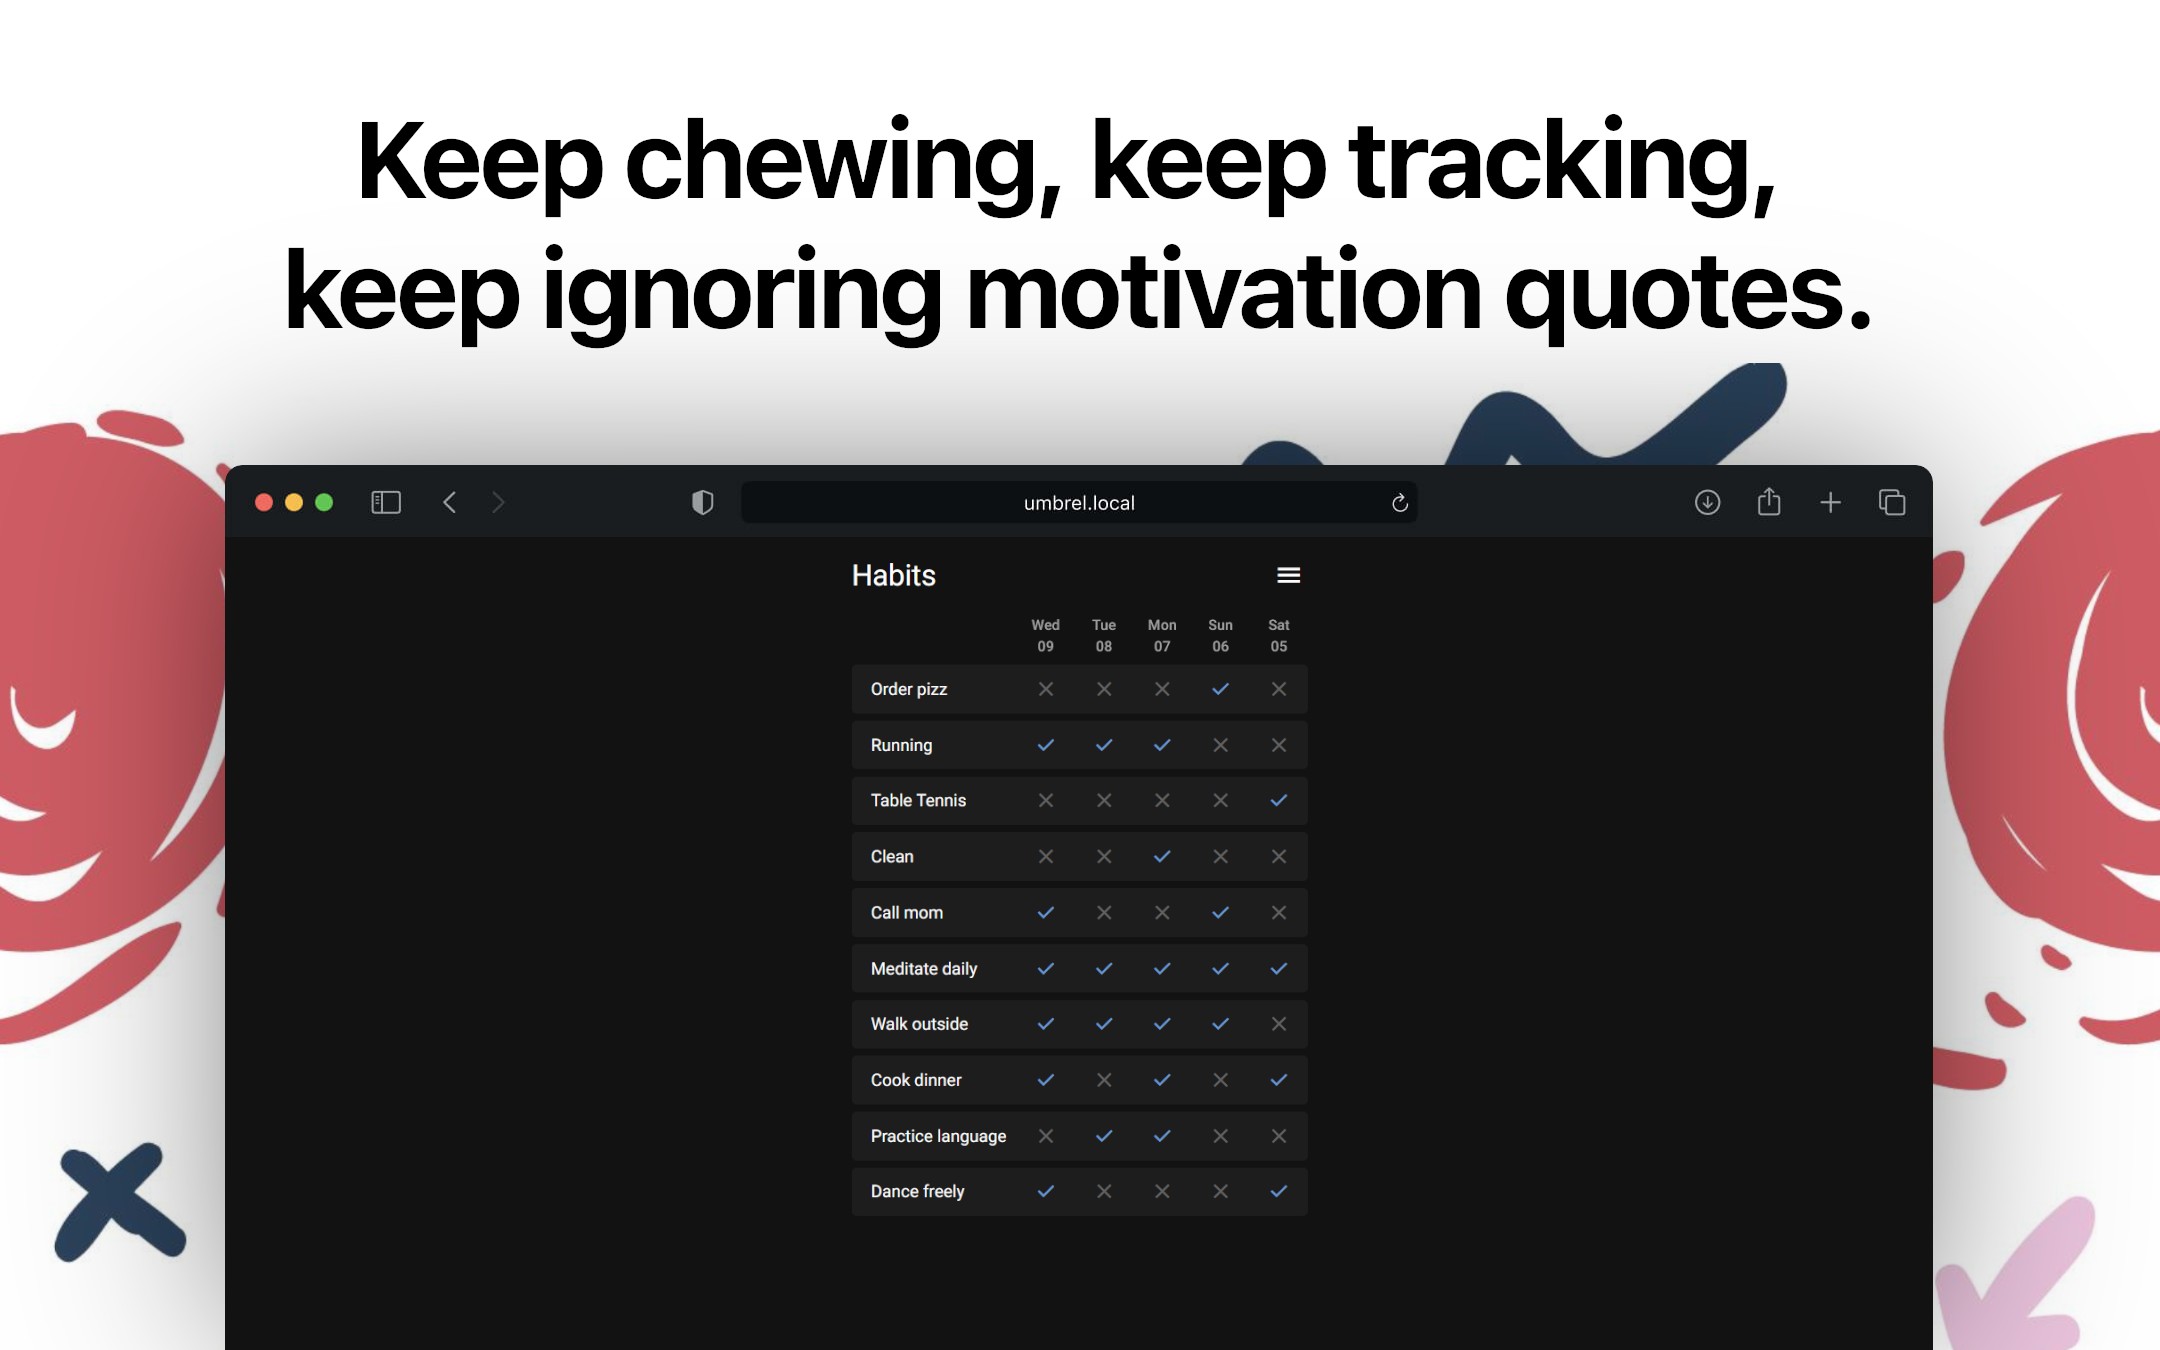 Keep chewing, keep tracking,
keep ignoring motivation quotes.
umbrel.local
Habits
Wed Tue Mon Sun Sat
09 08 07 06 05
Order pizz
Running
Table Tennis
Clean
Call mom
Meditate daily
Walk outside
Cook dinner
Practice language
Dance freely